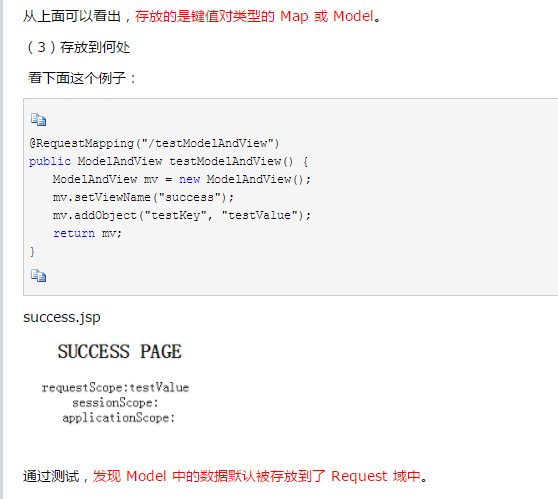 从上面可以看出，存放的是键值对类型的 Map 或 Model。
（3）存放到何处
看下面这个例子：
@RequestMapping("/testModelAndView")
public ModelAndView testModelAndView() {
    ModelAndView mv = new ModelAndView();
    mv.setViewName("success");
    mv.addObject("testKey", "testValue");
    return mv;
}
success.jsp
SUCCESS PAGE
requestScope:testValue
sessionScope:
applicationScope:
通过测试，发现 Model 中的数据默认被存放到了 Request 域中。